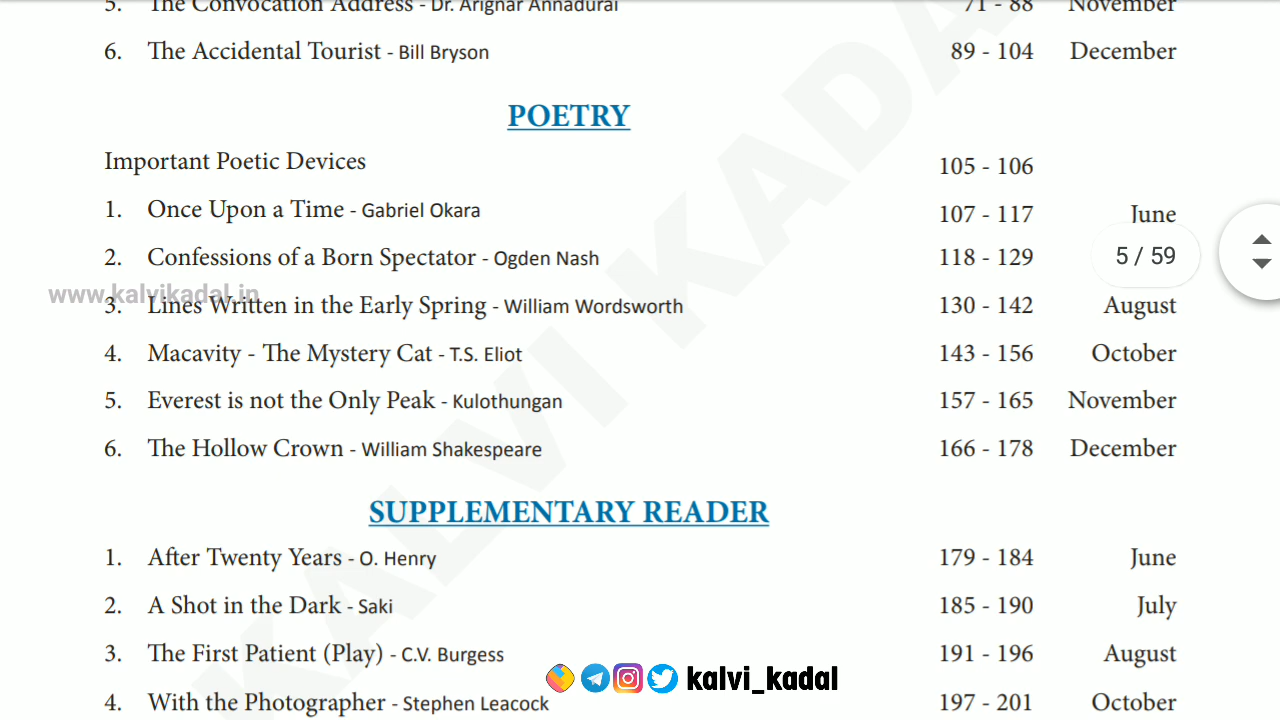 5. The Convocation Address - Dr. Arignar Annadurai 71 - 88 November
6. The Accidental Tourist - Bill Bryson 89 - 104 December
POETRY
Important Poetic Devices 105 - 106
1. Once Upon a Time - Gabriel Okara 107 - 117 June
2. Confessions of a Born Spectator - Ogden Nash 118 - 129 5 / 59
www.kalvikadal.in
3. Lines Written in the Early Spring - William Wordsworth 130 - 142 August
4. Macavity - The Mystery Cat - T.S. Eliot 143 - 156 October
5. Everest is not the Only Peak - Kulothungan 157 - 165 November
6. The Hollow Crown - William Shakespeare 166 - 178 December
SUPPLEMENTARY READER
1. After Twenty Years - O. Henry 179 - 184 June
2. A Shot in the Dark - Saki 185 - 190 July
3. The First Patient (Play) - C.V. Burgess 191 - 196 August
kalvi_kadal
4. With the Photographer - Stephen Leacock 197 - 201 October
KALVI KADA